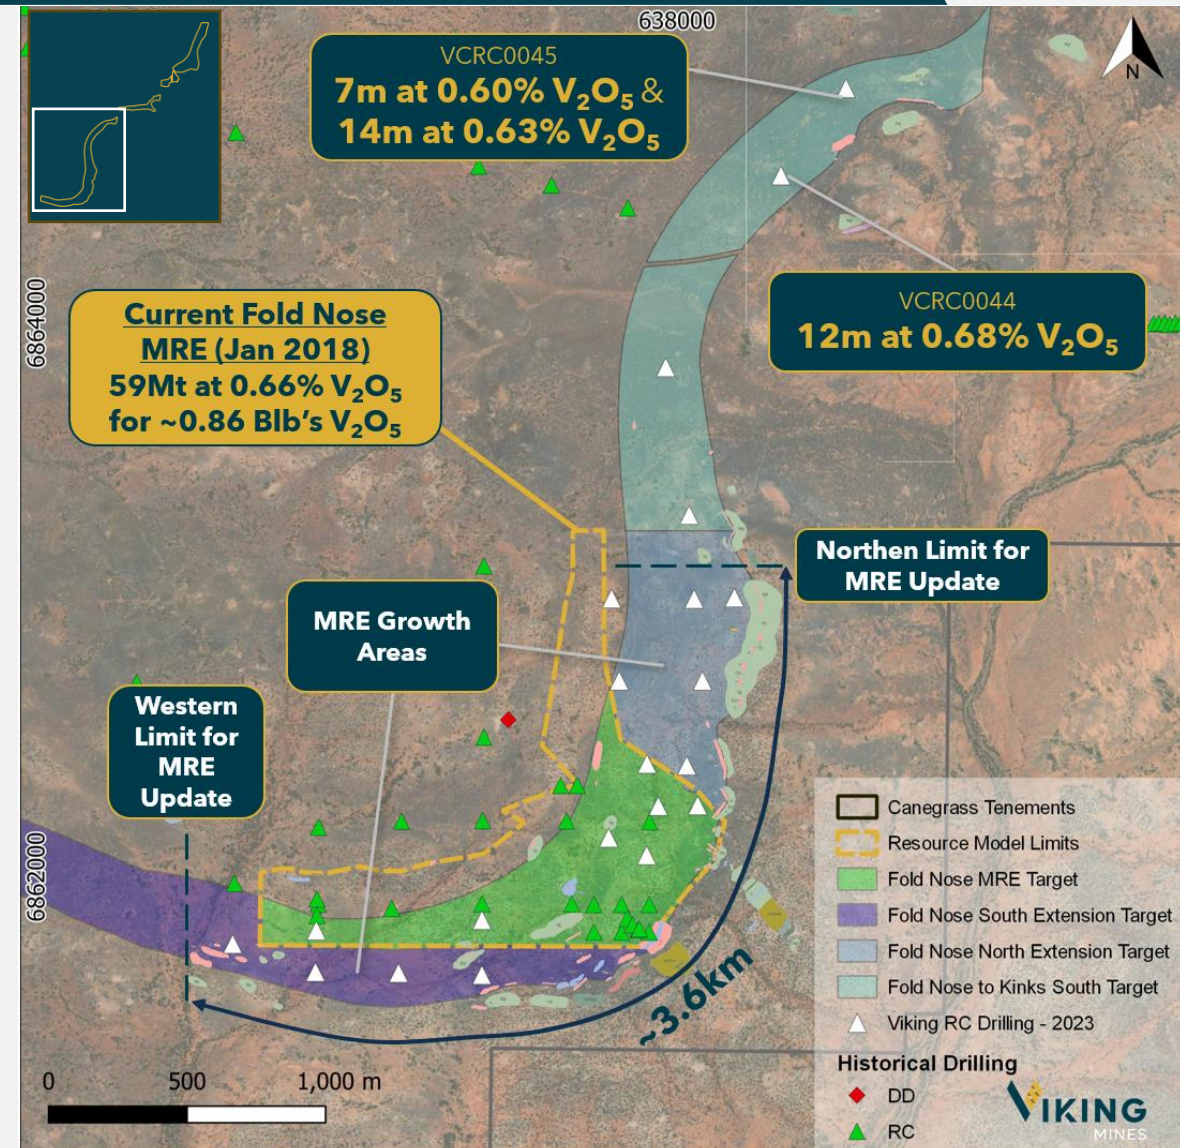 638000
VCRC0045
7m at 0.60% V₂O₅ &
14m at 0.63% V₂O₅
N
6864000
Current Fold Nose
MRE (Jan 2018)
59Mt at 0.66% V₂O₅
for ~0.86 Blb's V₂O₅
VCRC0044
12m at 0.68% V₂O₅
Northen Limit for
MRE Update
MRE Growth
Areas
Western
Limit for
MRE
Update
6862000
~3.6km
Canegrass Tenements
Resource Model Limits
Fold Nose MRE Target
Fold Nose South Extension Target
Fold Nose North Extension Target
Fold Nose to Kinks South Target
Viking RC Drilling - 2023
Historical Drilling
DD
RC
0 500 1,000 m
VIKING
MINES